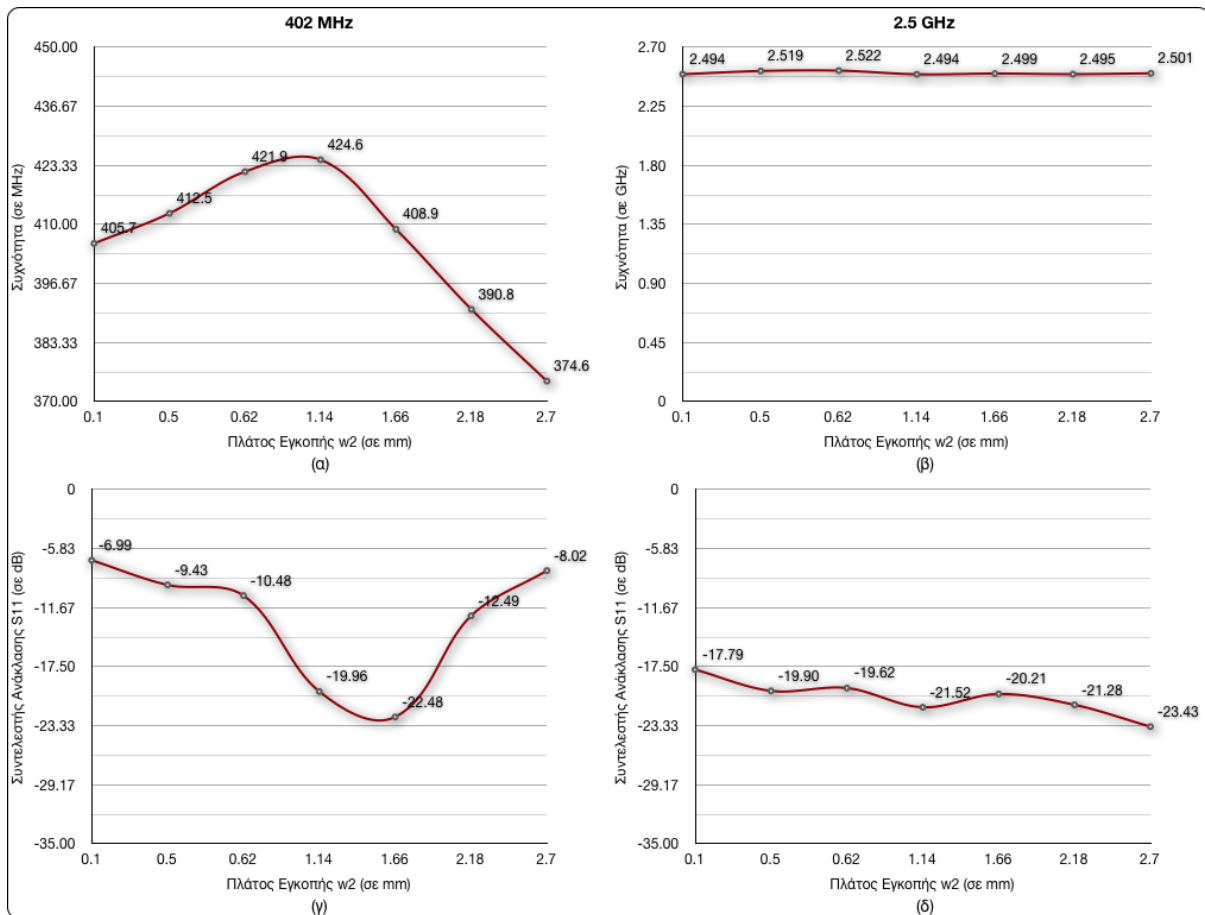 402 MHz
450.00
436.67
423.33
410.00
396.67
383.33
370.00
Συχνότητα (σε MHz)
405.7
412.5
421.9
424.6
408.9
390.8
374.6
0.1 0.5 0.62 1.14 1.66 2.18 2.7
Πλάτος Εγκοπής w2 (σε mm)
(α)
2.5 GHz
2.70
2.25
1.80
1.35
0.90
0.45
0
Συχνότητα (σε GHz)
2.494 2.519 2.522 2.494 2.499 2.495 2.501
0.1 0.5 0.62 1.14 1.66 2.18 2.7
Πλάτος Εγκοπής w2 (σε mm)
(β)
0
-5.83
-11.67
-17.50
-23.33
-29.17
-35.00
Συντελεστής Ανάκλασης S11 (σε dB)
-6.99
-9.43
-10.48
-19.96
-22.48
-12.49
-8.02
0.1 0.5 0.62 1.14 1.66 2.18 2.7
Πλάτος Εγκοπής w2 (σε mm)
(γ)
0
-5.83
-11.67
-17.50
-23.33
-29.17
-35.00
Συντελεστής Ανάκλασης S11 (σε dB)
-17.79
-19.90
-19.62
-21.52
-20.21
-21.28
-23.43
0.1 0.5 0.62 1.14 1.66 2.18 2.7
Πλάτος Εγκοπής w2 (σε mm)
(δ)